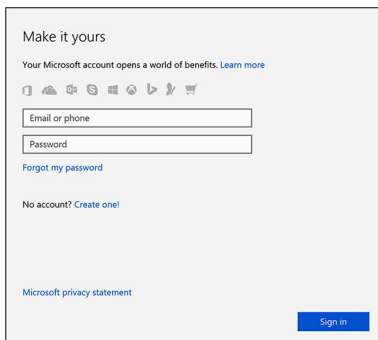 Make it yours
Your Microsoft account opens a world of benefits. Learn more
Email or phone
Password
Forgot my password
No account? Create one!
Microsoft privacy statement
Sign in